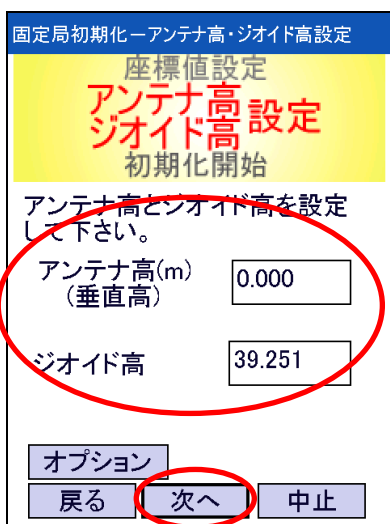 固定局初期化ーアンテナ高・ジオイド高設定
座標値設定
アンテナ高
ジオイド高
設定
初期化開始
アンテナ高とジオイド高を設定
して下さい。
アンテナ高(m)
(垂直高)
0.000
ジオイド高
39.251
オプション
戻る
次へ
中止